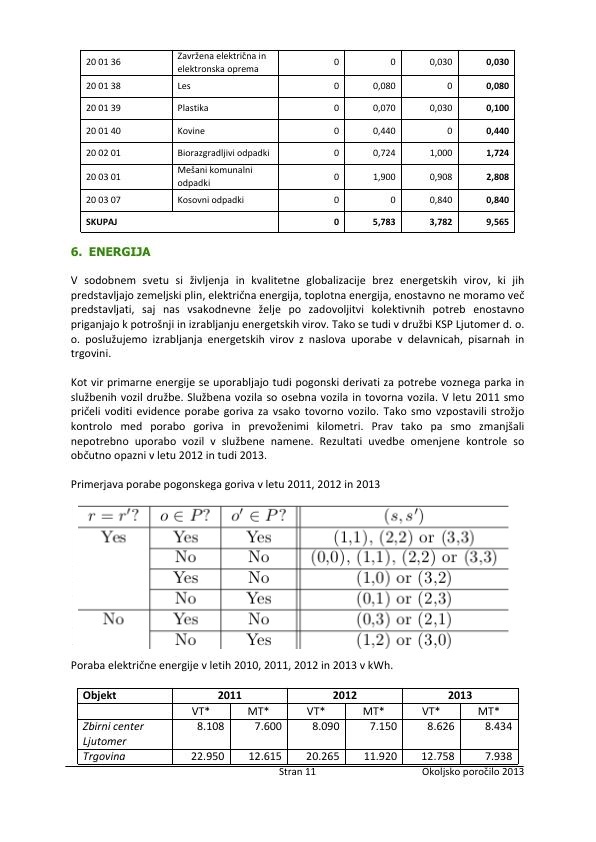 20 01 36 Zavržena električna in elektronska oprema 0 0 0,030 0,030
20 01 38 Les 0 0,080 0 0,080
20 01 39 Plastika 0 0,070 0,030 0,100
20 01 40 Kovine 0 0,440 0 0,440
20 02 01 Biorazgradljivi odpadki 0 0,724 1,000 1,724
20 03 01 Mešani komunalni odpadki 0 1,900 0,908 2,808
20 03 07 Kosovni odpadki 0 0 0,840 0,840
SKUPAJ 0 5,783 3,782 9,565
6. ENERGIJA
V sodobnem svetu si življenja in kvalitetne globalizacije brez energetskih virov, ki jih
predstavljajo zemeljski plin, električna energija, toplotna energija, enostavno ne moramo več
predstavljati, saj nas vsakodnevne želje po zadovoljitvi kolektivnih potreb enostavno
priganjajo k potrošnji in izrabljanju energetskih virov. Tako se tudi v družbi KSP Ljutomer d. o.
o. poslužujemo izrabljanja energetskih virov z naslova uporabe v delavnicah, pisarnah in
trgovini.
Kot vir primarne energije se uporabljajo tudi pogonski derivati za potrebe voznega parka in
službenih vozil družbe. Službena vozila so osebna vozila in tovorna vozila. V letu 2011 smo
pričeli voditi evidence porabe goriva za vsako tovorno vozilo. Tako smo vzpostavili strožjo
kontrolo med porabo goriva in prevoženimi kilometri. Prav tako pa smo zmanjšali
nepotrebno uporabo vozil v službene namene. Rezultati uvedbe omenjene kontrole so
občutno opazni v letu 2012 in tudi 2013.
Primerjava porabe pogonskega goriva v letu 2011, 2012 in 2013
r = r′? o ∈ P? o′ ∈ P? (s, s′)
Yes Yes Yes (1,1), (2,2) or (3,3)
No No (0,0), (1,1), (2,2) or (3,3)
Yes No (1,0) or (3,2)
No Yes (0,1) or (2,3)
No Yes No (0,3) or (2,1)
No Yes (1,2) or (3,0)
Poraba električne energije v letih 2010, 2011, 2012 in 2013 v kWh.
Objekt 2011 2012 2013
VT* MT* VT* MT* VT* MT*
Zbirni center Ljutomer 8.108 7.600 8.090 7.150 8.626 8.434
Trgovina 22.950 12.615 20.265 11.920 12.758 7.938
Stran 11 Okoljsko poročilo 2013